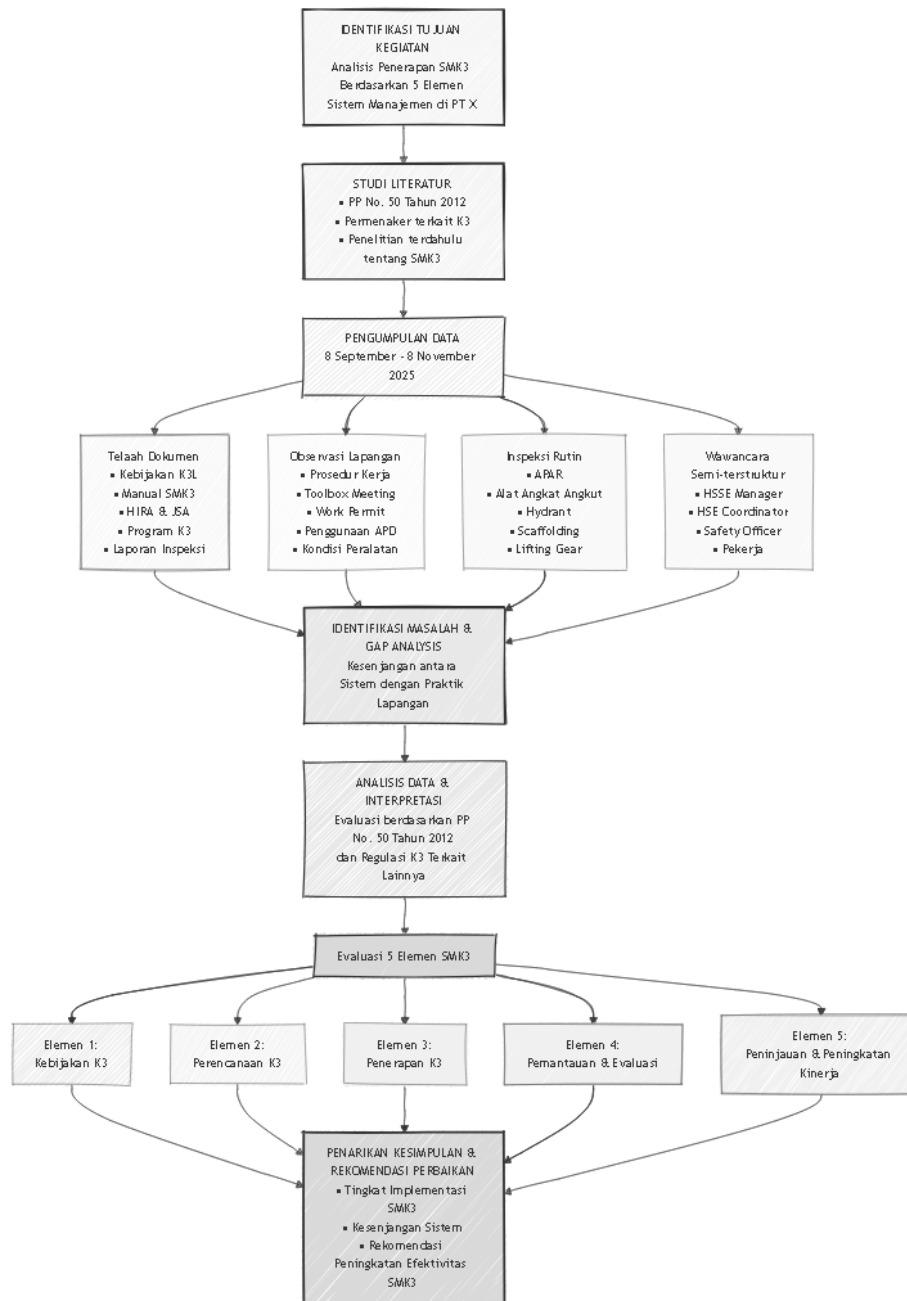 IDENTIFIKASI TUJUAN
KEGIATAN
Analisis Penerapan SMK3
Berdasarkan 5 Elemen
Sistem Manajemen di PT X
STUDI LITERATUR
▪ PP No. 50 Tahun 2012
▪ Permenaker terkait K3
▪ Penelitian terdahulu
tentang SMK3
PENGUMPULAN DATA
8 September - 8 November
2025
Telaah Dokumen
▪ Kebijakan K3L
▪ Manual SMK3
▪ HIRA & JSA
▪ Program K3
▪ Laporan Inspeksi
Observasi Lapangan
▪ Prosedur Kerja
▪ Toolbox Meeting
▪ Work Permit
▪ Penggunaan APD
▪ Kondisi Peralatan
Inspeksi Rutin
▪ APAR
▪ Alat Angkat Angkut
▪ Hydrant
▪ Scaffolding
▪ Lifting Gear
Wawancara
Semi-terstruktur
▪ HSSE Manager
▪ HSE Coordinator
▪ Safety Officer
▪ Pekerja
IDENTIFIKASI MASALAH &
GAP ANALYSIS
Kesenjangan antara
Sistem dengan Praktik
Lapangan
ANALISIS DATA &
INTERPRETASI
Evaluasi berdasarkan PP
No. 50 Tahun 2012
dan Regulasi K3 Terkait
Lainnya
Evaluasi 5 Elemen SMK3
Elemen 1:
Kebijakan K3
Elemen 2:
Perencanaan K3
Elemen 3:
Penerapan K3
Elemen 4:
Pemantauan & Evaluasi
Elemen 5:
Peninjauan & Peningkatan
Kinerja
PENARIKAN KESIMPULAN &
REKOMENDASI PERBAIKAN
▪ Tingkat Implementasi
SMK3
▪ Kesenjangan Sistem
▪ Rekomendasi
Peningkatan Efektivitas
SMK3